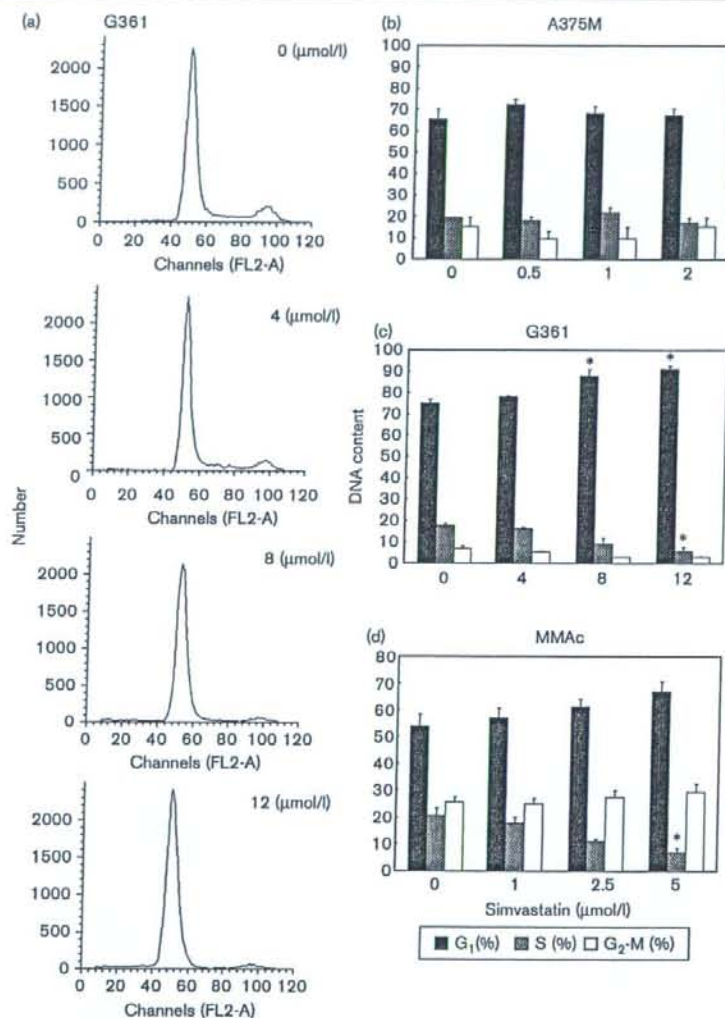 (a)
G361
0 (μmol/l)
2000
1500
1000
500
0
0 20 40 60 80 100 120
Channels (FL2-A)
4 (μmol/l)
2000
1500
1000
500
0
0 20 40 60 80 100 120
Channels (FL2-A)
Number
8 (μmol/l)
2000
1500
1000
500
0
0 20 40 60 80 100 120
Channels (FL2-A)
12 (μmol/l)
2000
1500
1000
500
0
0 20 40 60 80 100 120
Channels (FL2-A)
(b)
A375M
100
90
80
70
60
50
40
30
20
10
0
0 0.5 1 2
(c)
G361
100
90
80
70
60
50
40
30
20
10
0
DNA content
* * *
0 4 8 12
(d)
MMAc
80
70
60
50
40
30
20
10
0
*
0 1 2.5 5
Simvastatin (μmol/l)
G₁(%) S (%) G₂-M (%)